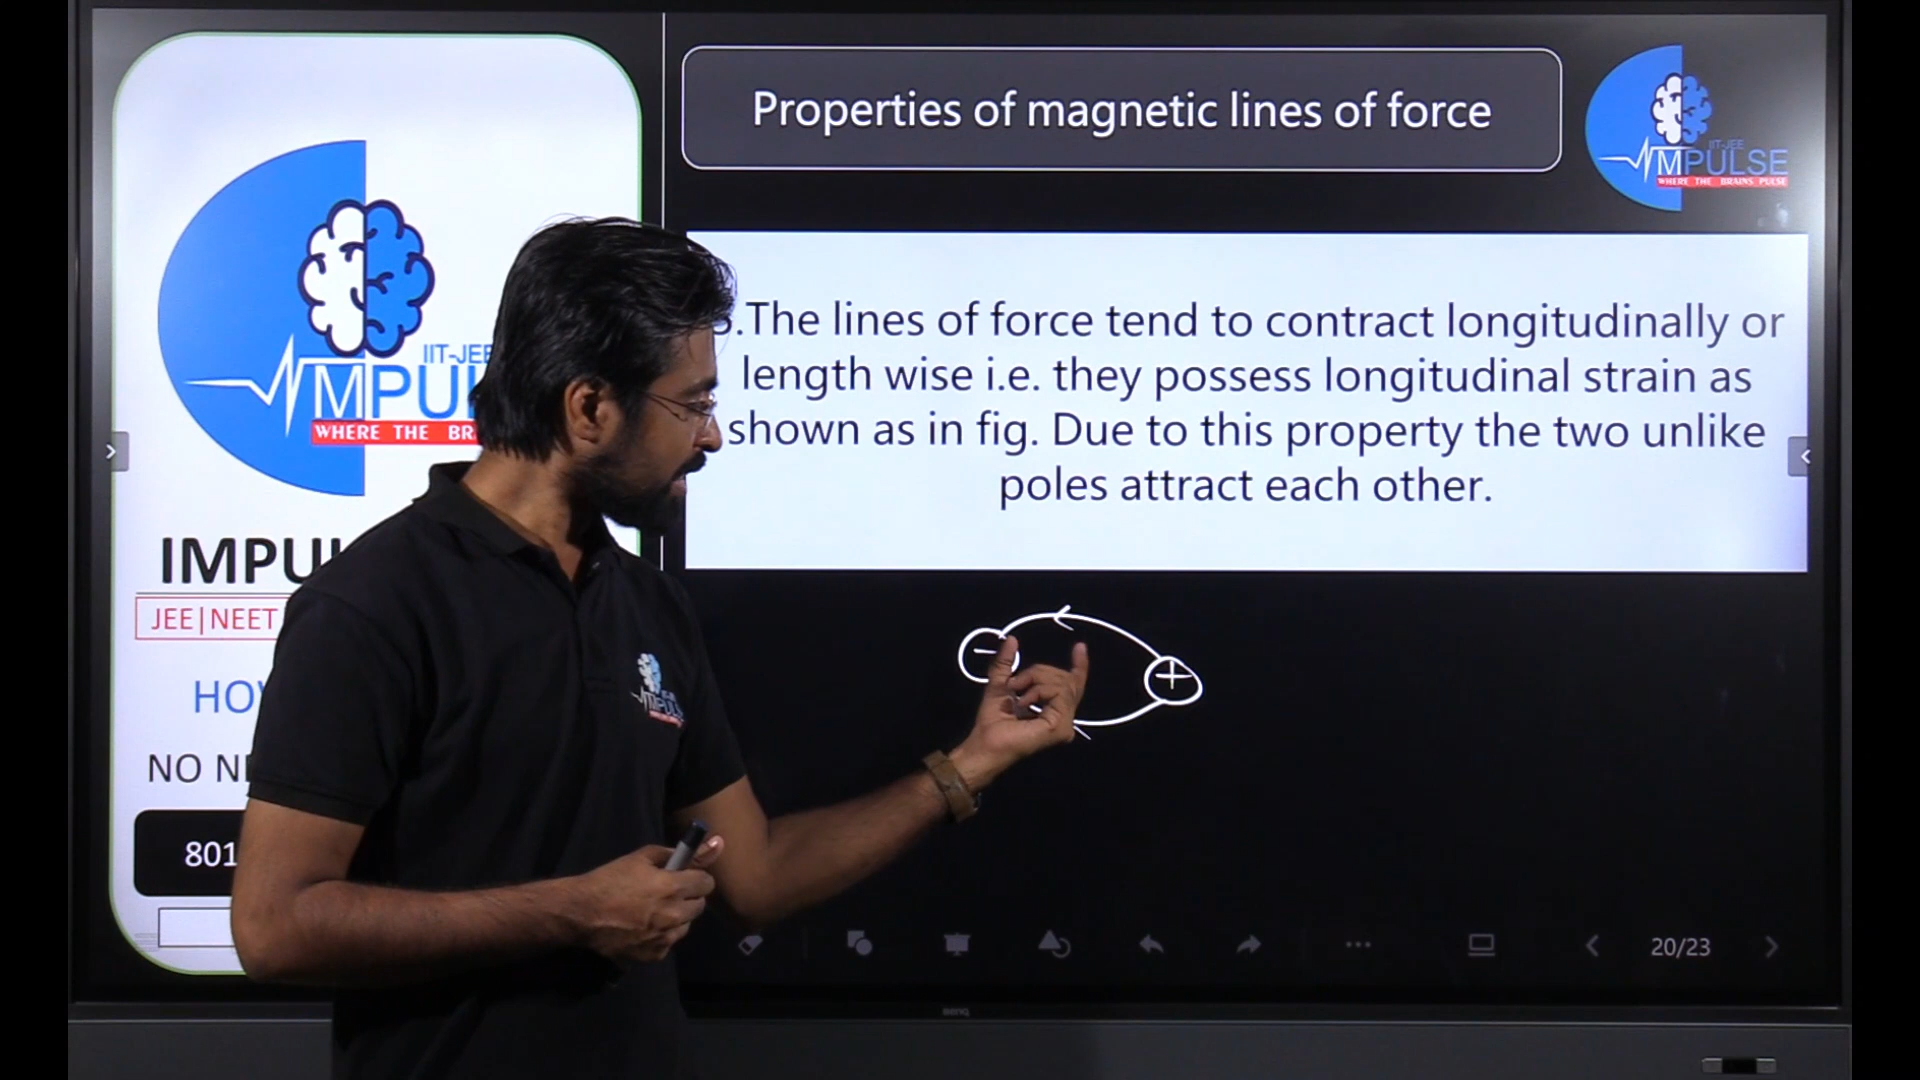 Properties of magnetic lines of force
IIT-JEE
MPULSE
WHERE THE BRAINS PULSE
.The lines of force tend to contract longitudinally or
length wise i.e. they possess longitudinal strain as
shown as in fig. Due to this property the two unlike
poles attract each other.
IIT-JEE
MPU
WHERE THE BR
IMPU
JEE|NEET
HO
NO N
801
−
+
20/23
BenQ